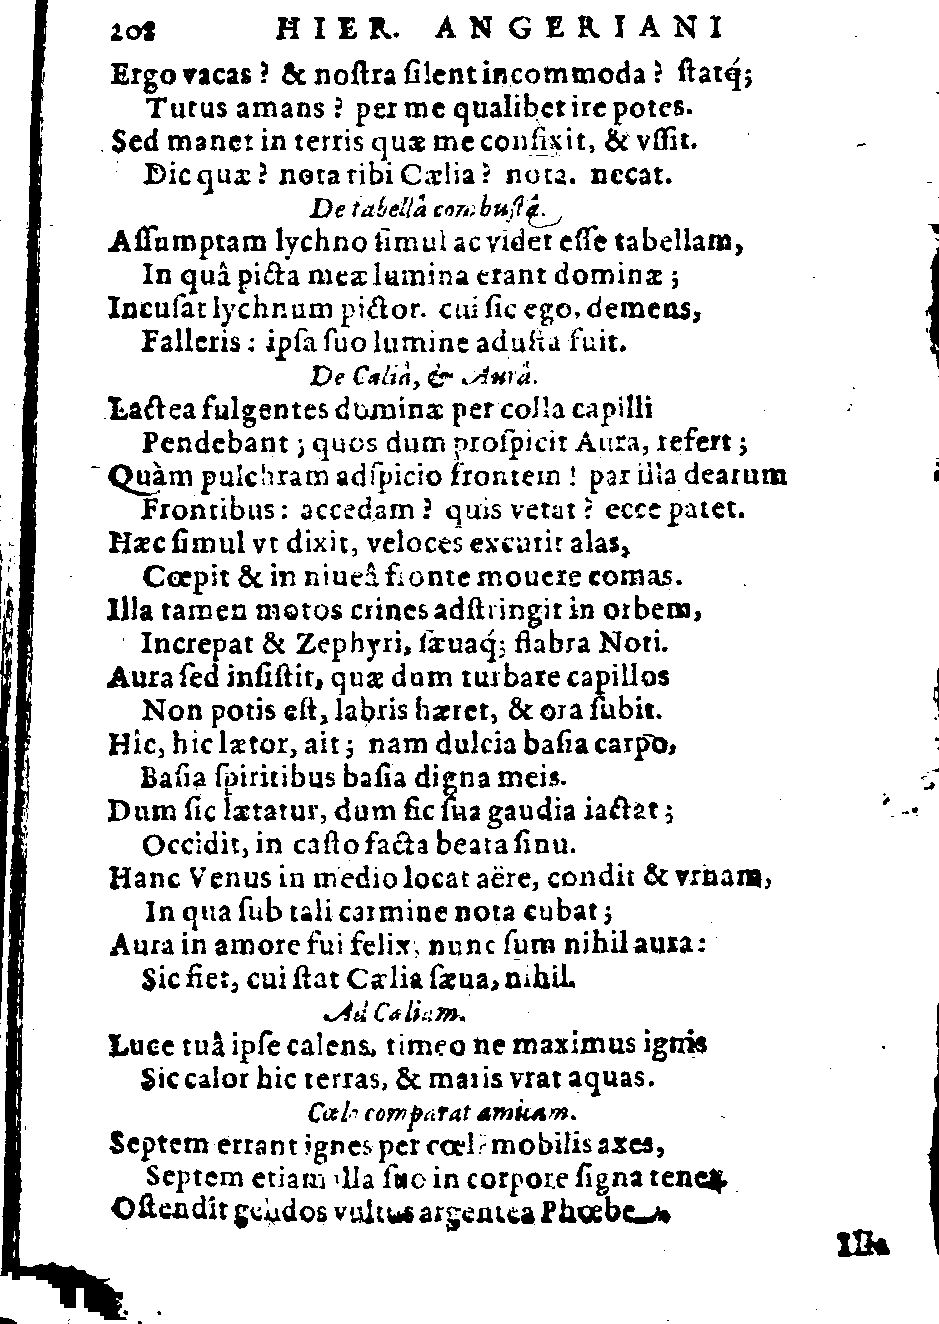 208 HIER. ANGERIANI
Ergo vacas? & noſtra ſilent incommoda? ſtatq́;
Tutus amans? per me qualibet ire potes.
Sed manet in terris quæ me confixit, & vſſit.
Dic quæ? nota tibi Cælia? nota. necat.
De tabellâ combuſtâ.
Aſſumptam lychno ſimul ac videt eſſe tabellam,
In quâ picta meæ lumina erant dominæ;
Incuſat lychnum pictor. cui ſic ego, demens,
Falleris: ipſa ſuo lumine aduſta fuit.
De Caliâ, & Aurâ.
Lactea fulgentes dominæ per colla capilli
Pendebant; quos dum proſpicit Aura, refert;
Quàm pulchram adſpicio frontem! par illa dearum
Frontibus: accedam? quis vetat? ecce patet.
Hæc ſimul vt dixit, veloces excutit alas,
Cœpit & in niueâ fronte mouere comas.
Illa tamen motos crines adſtringit in orbem,
Increpat & Zephyri, ſæuaq́; flabra Noti.
Aura ſed inſiſtit, quæ dum turbare capillos
Non potis eſt, labris hæret, & ora ſubit.
Hic, hic lætor, ait; nam dulcia baſia carpo,
Baſia ſpiritibus baſia digna meis.
Dum ſic lætatur, dum ſic ſua gaudia iactat;
Occidit, in caſto facta beata ſinu.
Hanc Venus in medio locat aëre, condit & vrnam,
In qua ſub tali carmine nota cubat;
Aura in amore fui felix, nunc ſum nihil aura:
Sic fiet, cui ſtat Cælia ſæua, nihil.
Ad Caliam.
Luce tuâ ipſe calens, timeo ne maximus ignis
Sic calor hic terras, & maris vrat aquas.
Cœlo comparat amicam.
Septem errant ignes per cœli mobilis axes,
Septem etiam illa ſuo in corpore ſigna tenet.
Oſtendit vultus argentea Phœbe
Illa